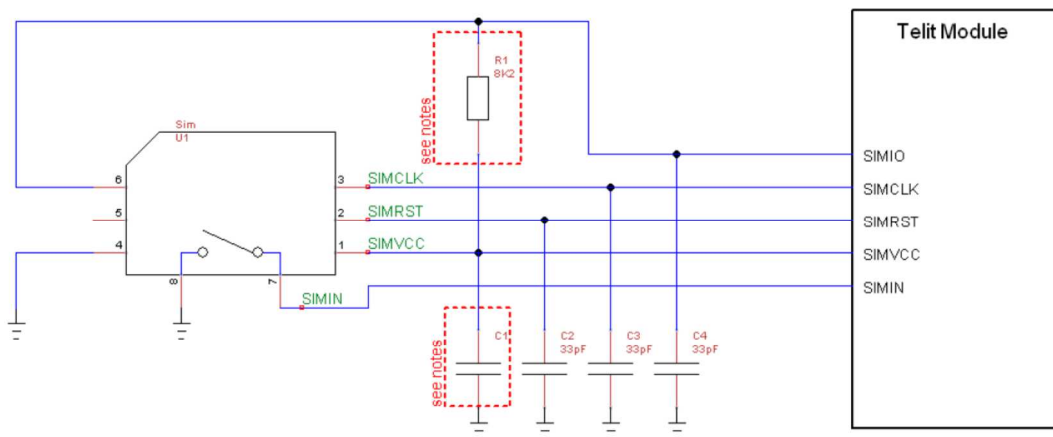 Telit Module
R1
8K2
see notes
Sim
U1
SIMIO
6
3
SIMCLK
SIMCLK
5
2
SIMRST
SIMRST
4
1
SIMVCC
SIMVCC
8
7
SIMIN
SIMIN
see notes
C1
C2
33pF
C3
33pF
C4
33pF